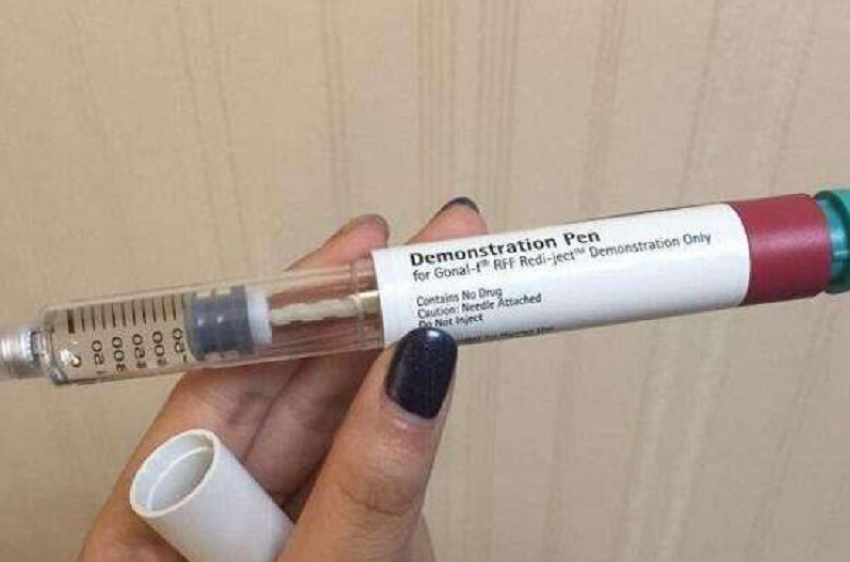 Demonstration Pen
for Gonal-f® RFF Redi-ject™ Demonstration Only
Contains No Drug
Caution: Needle Attached
Do Not Inject